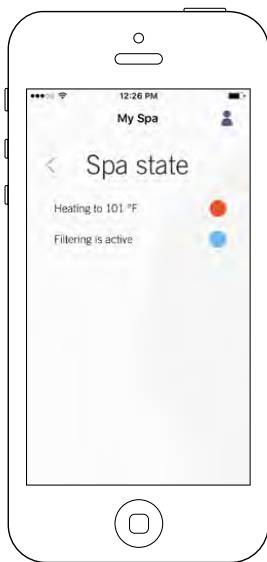 12:26 PM
My Spa
Spa state
Heating to 101 °F
Filtering is active